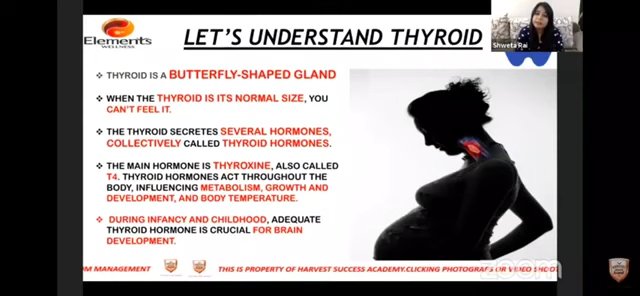 Elements
WELLNESS
LET'S UNDERSTAND THYROID
Shweta Pai
❖ THYROID IS A BUTTERFLY-SHAPED GLAND
❖ WHEN THE THYROID IS ITS NORMAL SIZE, YOU
CAN'T FEEL IT.
❖ THE THYROID SECRETES SEVERAL HORMONES,
COLLECTIVELY CALLED THYROID HORMONES.
❖ THE MAIN HORMONE IS THYROXINE, ALSO CALLED
T4. THYROID HORMONES ACT THROUGHOUT THE
BODY, INFLUENCING METABOLISM, GROWTH AND
DEVELOPMENT, AND BODY TEMPERATURE.
❖ DURING INFANCY AND CHILDHOOD, ADEQUATE
THYROID HORMONE IS CRUCIAL FOR BRAIN
DEVELOPMENT.
zoom
OM MANAGEMENT THIS IS PROPERTY OF HARVEST SUCCESS ACADEMY.CLICKING PHOTOGRAPHS OR VIDEO SHOOT